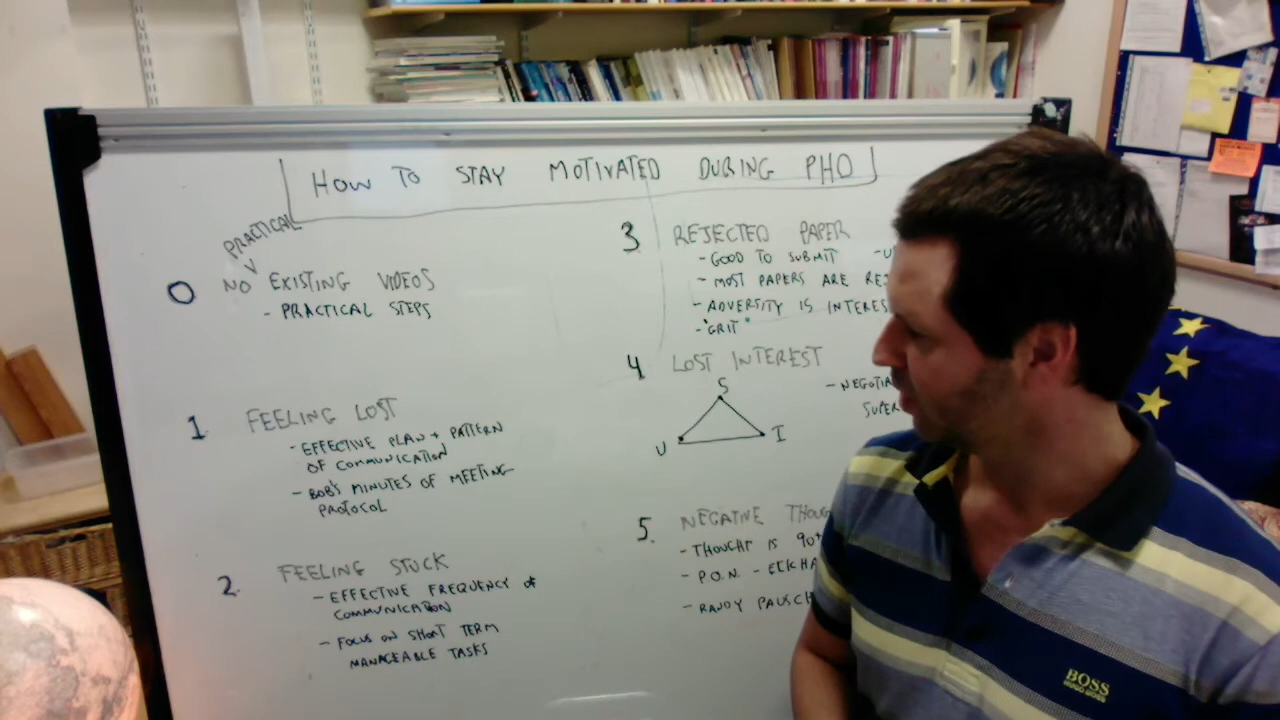 HOW TO STAY MOTIVATED DURING PHD
PRACTICAL
0 NO EXISTING VIDEOS
- PRACTICAL STEPS
1 FEELING LOST
- EFFECTIVE PLAN + PATTERN
OF COMMUNICATION
- BOB'S MINUTES OF MEETING
PROTOCOL
2 FEELING STUCK
- EFFECTIVE FREQUENCY OF
COMMUNICATION
- FOCUS ON SHORT TERM
MANAGEABLE TASKS
3 REJECTED PAPER
- GOOD TO SUBMIT - U
- MOST PAPERS ARE RE
- ADVERSITY IS INTERES
- "GRIT"
4 LOST INTEREST
S
U I
- NEGOTIA
SUPER
5. NEGATIVE THOU
- THOUGHT IS 90+
- P.O.N. - ECKHA
- RANDY PAUSCH
BOSS
HUGO BOSS